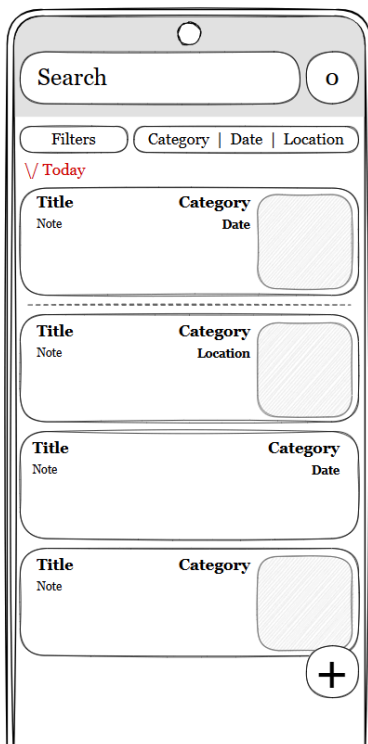 Search o
Filters Category | Date | Location
\/ Today
Title Category
Note Date
Title Category
Note Location
Title Category
Note Date
Title Category
Note
+